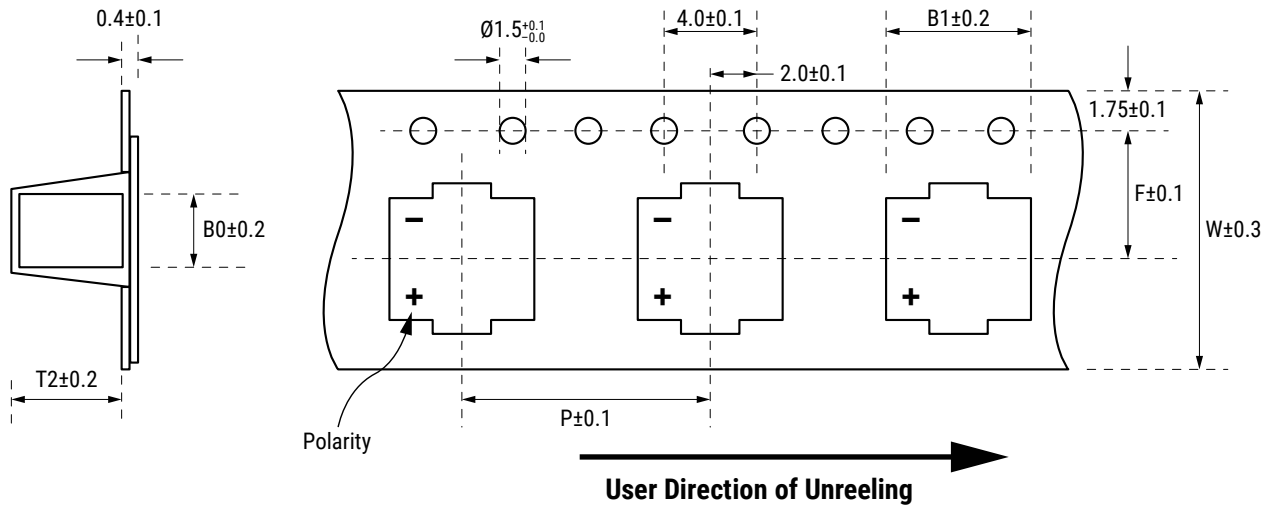 0.4±0.1
Ø1.5+0.1−0.0
4.0±0.1
B1±0.2
2.0±0.1
1.75±0.1
B0±0.2
−
−
−
F±0.1
W±0.3
+
+
+
T2±0.2
P±0.1
Polarity
User Direction of Unreeling